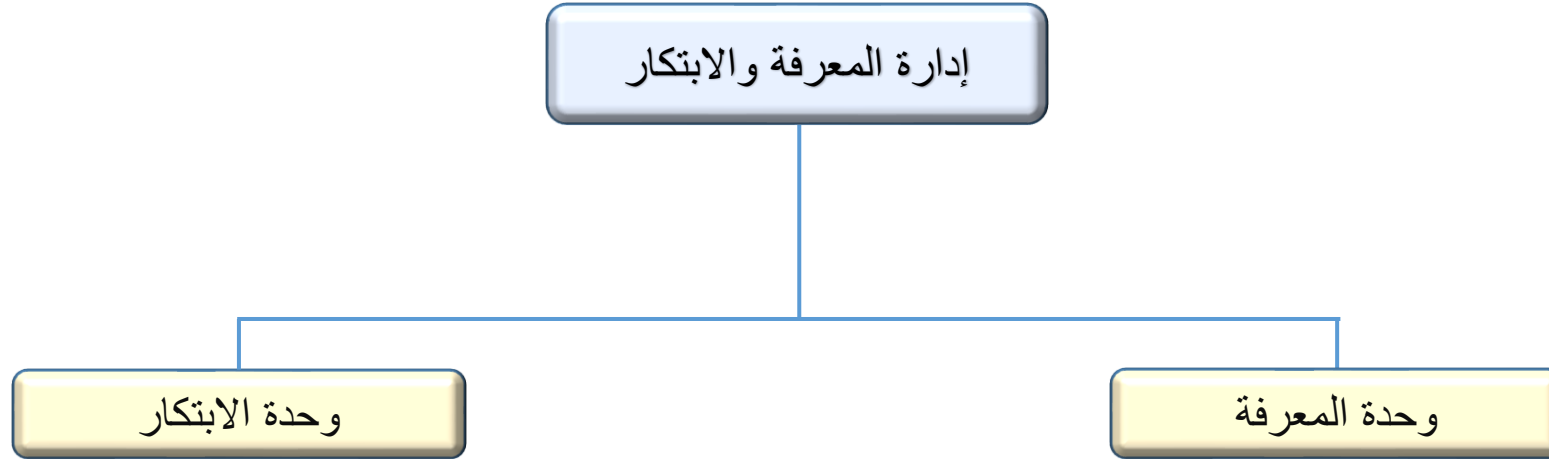 إدارة المعرفة والابتكار
وحدة المعرفة
وحدة الابتكار